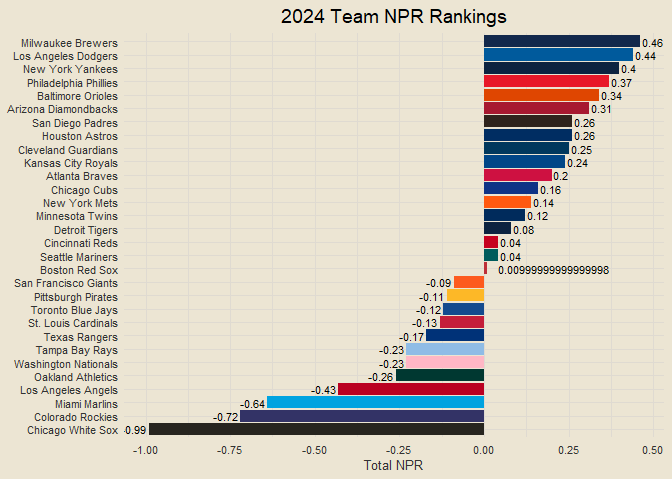 2024 Team NPR Rankings
Milwaukee Brewers 0.46
Los Angeles Dodgers 0.44
New York Yankees 0.4
Philadelphia Phillies 0.37
Baltimore Orioles 0.34
Arizona Diamondbacks 0.31
San Diego Padres 0.26
Houston Astros 0.26
Cleveland Guardians 0.25
Kansas City Royals 0.24
Atlanta Braves 0.2
Chicago Cubs 0.16
New York Mets 0.14
Minnesota Twins 0.12
Detroit Tigers 0.08
Cincinnati Reds 0.04
Seattle Mariners 0.04
Boston Red Sox 0.00999999999999998
San Francisco Giants -0.09
Pittsburgh Pirates -0.11
Toronto Blue Jays -0.12
St. Louis Cardinals -0.13
Texas Rangers -0.17
Tampa Bay Rays -0.23
Washington Nationals -0.23
Oakland Athletics -0.26
Los Angeles Angels -0.43
Miami Marlins -0.64
Colorado Rockies -0.72
Chicago White Sox -0.99
-1.00 -0.75 -0.50 -0.25 0.00 0.25 0.50
Total NPR